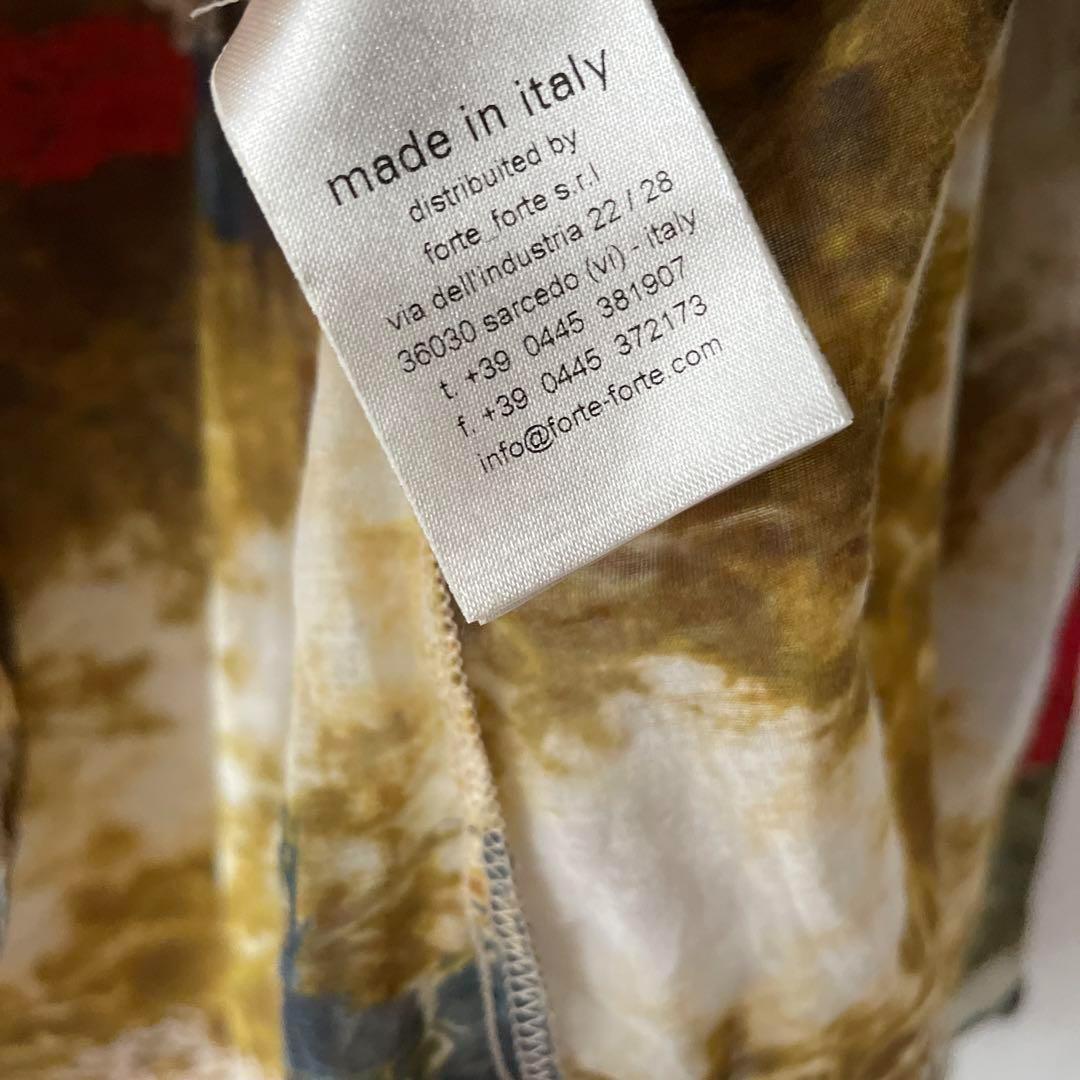 made in italy
distribuited by
forte_forte s.r.l
via dell'industria 22 / 28
36030 sarcedo (vi) - italy
t. +39 0445 381907
f. +39 0445 372173
info@forte-forte.com